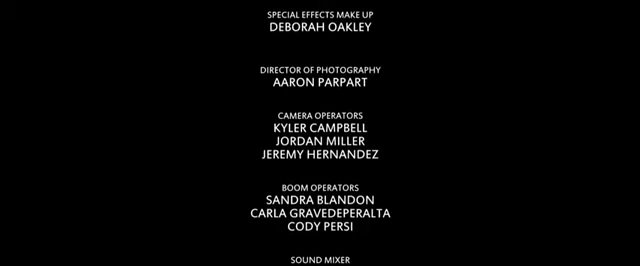 SPECIAL EFFECTS MAKE UP
DEBORAH OAKLEY
DIRECTOR OF PHOTOGRAPHY
AARON PARPART
CAMERA OPERATORS
KYLER CAMPBELL
JORDAN MILLER
JEREMY HERNANDEZ
BOOM OPERATORS
SANDRA BLANDON
CARLA GRAVEDEPERALTA
CODY PERSI
SOUND MIXER